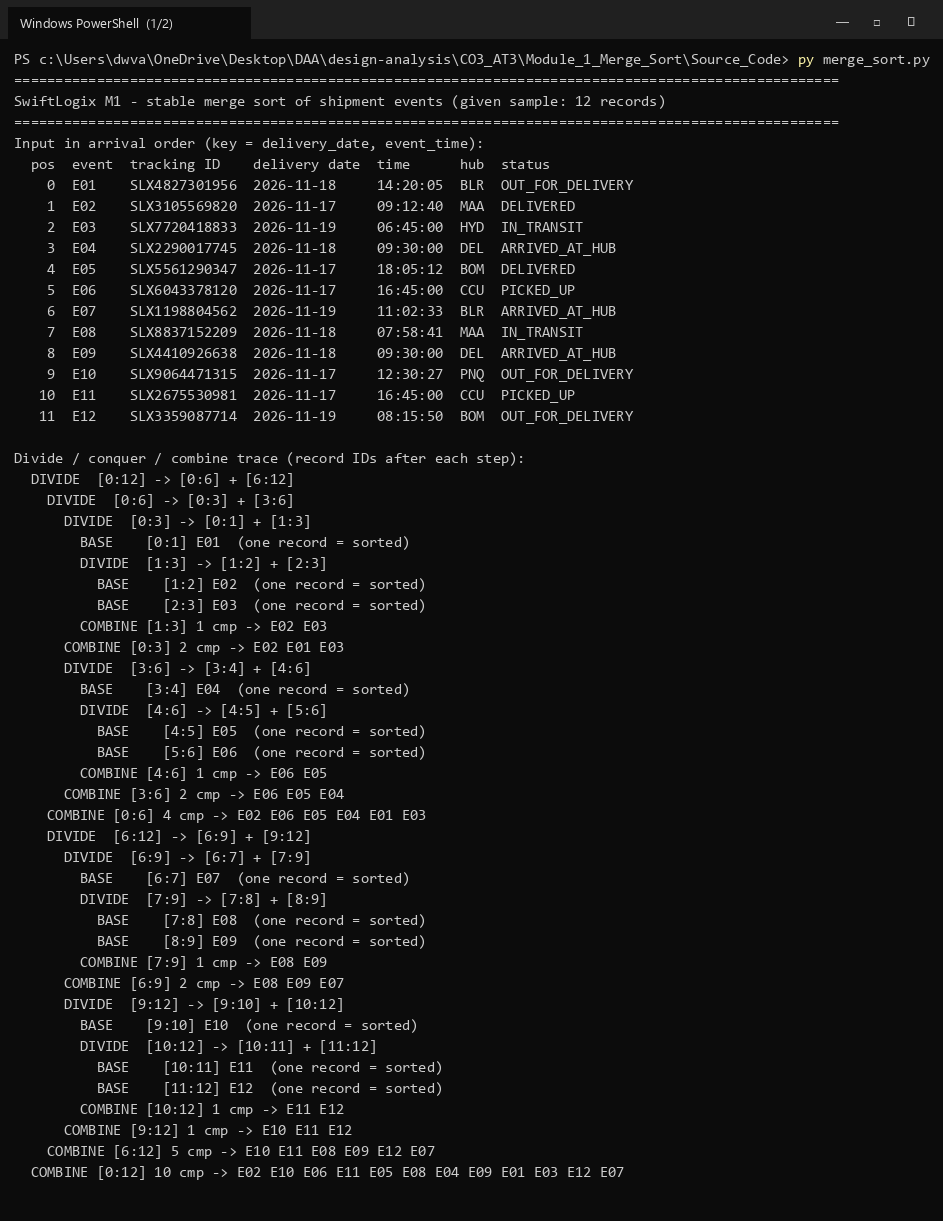 Windows PowerShell (1/2)
PS c:\Users\dwva\OneDrive\Desktop\DAA\design-analysis\CO3_AT3\Module_1_Merge_Sort\Source_Code> py merge_sort.py
====================================================================================================
SwiftLogix M1 - stable merge sort of shipment events (given sample: 12 records)
====================================================================================================
Input in arrival order (key = delivery_date, event_time):
  pos  event  tracking ID    delivery date  time      hub  status
    0  E01    SLX4827301956  2026-11-18     14:20:05  BLR  OUT_FOR_DELIVERY
    1  E02    SLX3105569820  2026-11-17     09:12:40  MAA  DELIVERED
    2  E03    SLX7720418833  2026-11-19     06:45:00  HYD  IN_TRANSIT
    3  E04    SLX2290017745  2026-11-18     09:30:00  DEL  ARRIVED_AT_HUB
    4  E05    SLX5561290347  2026-11-17     18:05:12  BOM  DELIVERED
    5  E06    SLX6043378120  2026-11-17     16:45:00  CCU  PICKED_UP
    6  E07    SLX1198804562  2026-11-19     11:02:33  BLR  ARRIVED_AT_HUB
    7  E08    SLX8837152209  2026-11-18     07:58:41  MAA  IN_TRANSIT
    8  E09    SLX4410926638  2026-11-18     09:30:00  DEL  ARRIVED_AT_HUB
    9  E10    SLX9064471315  2026-11-17     12:30:27  PNQ  OUT_FOR_DELIVERY
   10  E11    SLX2675530981  2026-11-17     16:45:00  CCU  PICKED_UP
   11  E12    SLX3359087714  2026-11-19     08:15:50  BOM  OUT_FOR_DELIVERY
Divide / conquer / combine trace (record IDs after each step):
  DIVIDE  [0:12] -> [0:6] + [6:12]
    DIVIDE  [0:6] -> [0:3] + [3:6]
      DIVIDE  [0:3] -> [0:1] + [1:3]
        BASE    [0:1] E01  (one record = sorted)
        DIVIDE  [1:3] -> [1:2] + [2:3]
          BASE    [1:2] E02  (one record = sorted)
          BASE    [2:3] E03  (one record = sorted)
        COMBINE [1:3] 1 cmp -> E02 E03
      COMBINE [0:3] 2 cmp -> E02 E01 E03
      DIVIDE  [3:6] -> [3:4] + [4:6]
        BASE    [3:4] E04  (one record = sorted)
        DIVIDE  [4:6] -> [4:5] + [5:6]
          BASE    [4:5] E05  (one record = sorted)
          BASE    [5:6] E06  (one record = sorted)
        COMBINE [4:6] 1 cmp -> E06 E05
      COMBINE [3:6] 2 cmp -> E06 E05 E04
    COMBINE [0:6] 4 cmp -> E02 E06 E05 E04 E01 E03
    DIVIDE  [6:12] -> [6:9] + [9:12]
      DIVIDE  [6:9] -> [6:7] + [7:9]
        BASE    [6:7] E07  (one record = sorted)
        DIVIDE  [7:9] -> [7:8] + [8:9]
          BASE    [7:8] E08  (one record = sorted)
          BASE    [8:9] E09  (one record = sorted)
        COMBINE [7:9] 1 cmp -> E08 E09
      COMBINE [6:9] 2 cmp -> E08 E09 E07
      DIVIDE  [9:12] -> [9:10] + [10:12]
        BASE    [9:10] E10  (one record = sorted)
        DIVIDE  [10:12] -> [10:11] + [11:12]
          BASE    [10:11] E11  (one record = sorted)
          BASE    [11:12] E12  (one record = sorted)
        COMBINE [10:12] 1 cmp -> E11 E12
      COMBINE [9:12] 1 cmp -> E10 E11 E12
    COMBINE [6:12] 5 cmp -> E10 E11 E08 E09 E12 E07
  COMBINE [0:12] 10 cmp -> E02 E10 E06 E11 E05 E08 E04 E09 E01 E03 E12 E07